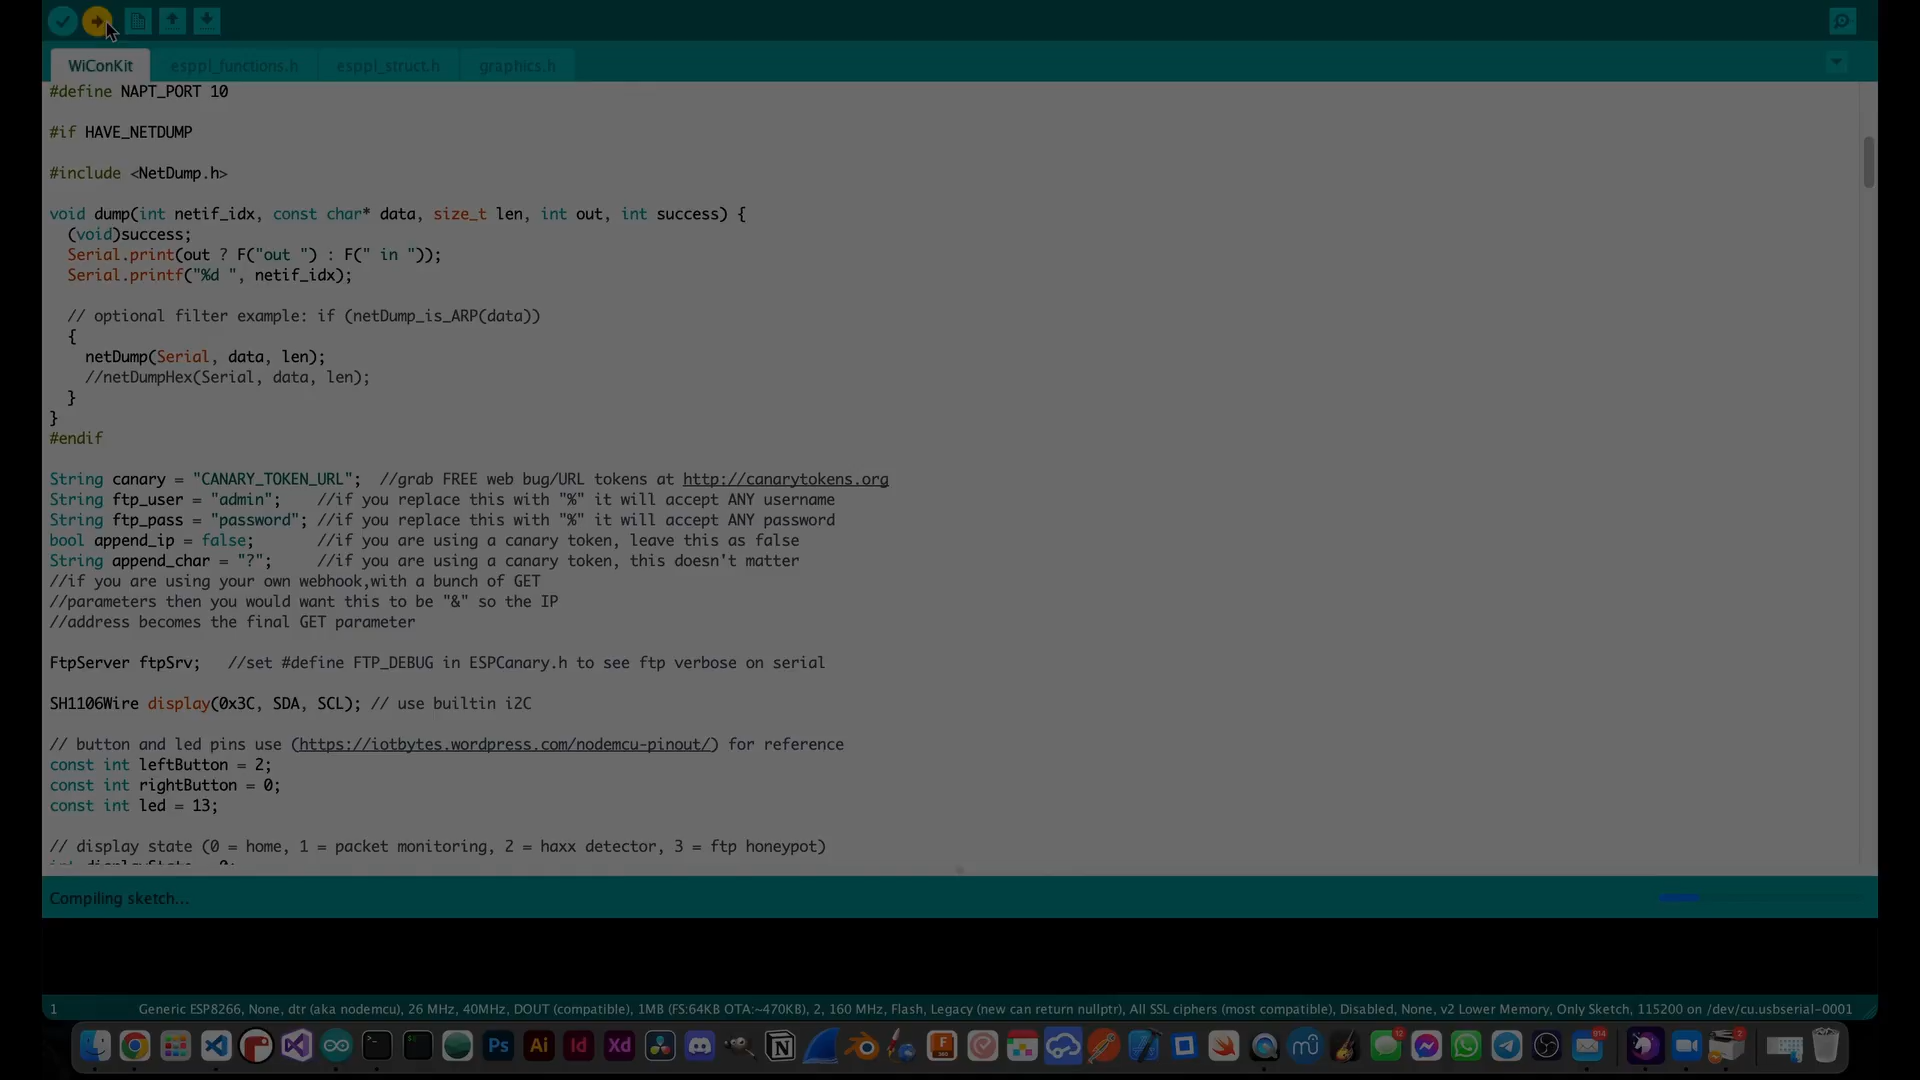 WiConKit esppl_functions.h esppl_struct.h graphics.h
#define NAPT_PORT 10
#if HAVE_NETDUMP
#include <NetDump.h>
void dump(int netif_idx, const char* data, size_t len, int out, int success) {
(void)success;
Serial.print(out ? F("out ") : F(" in "));
Serial.printf("%d ", netif_idx);
// optional filter example: if (netDump_is_ARP(data))
{
netDump(Serial, data, len);
//netDumpHex(Serial, data, len);
}
}
#endif
String canary = "CANARY_TOKEN_URL";  //grab FREE web bug/URL tokens at http://canarytokens.org
String ftp_user = "admin";    //if you replace this with "%" it will accept ANY username
String ftp_pass = "password"; //if you replace this with "%" it will accept ANY password
bool append_ip = false;       //if you are using a canary token, leave this as false
String append_char = "?";     //if you are using a canary token, this doesn't matter
//if you are using your own webhook,with a bunch of GET
//parameters then you would want this to be "&" so the IP
//address becomes the final GET parameter
FtpServer ftpSrv;   //set #define FTP_DEBUG in ESPCanary.h to see ftp verbose on serial
SH1106Wire display(0x3C, SDA, SCL); // use builtin i2C
// button and led pins use (https://iotbytes.wordpress.com/nodemcu-pinout/) for reference
const int leftButton = 2;
const int rightButton = 0;
const int led = 13;
// display state (0 = home, 1 = packet monitoring, 2 = haxx detector, 3 = ftp honeypot)
int displayState = 0;
Compiling sketch...
1 Generic ESP8266, None, dtr (aka nodemcu), 26 MHz, 40MHz, DOUT (compatible), 1MB (FS:64KB OTA:~470KB), 2, 160 MHz, Flash, Legacy (new can return nullptr), All SSL ciphers (most compatible), Disabled, None, v2 Lower Memory, Only Sketch, 115200 on /dev/cu.usbserial-0001
Ps Ai Id Xd